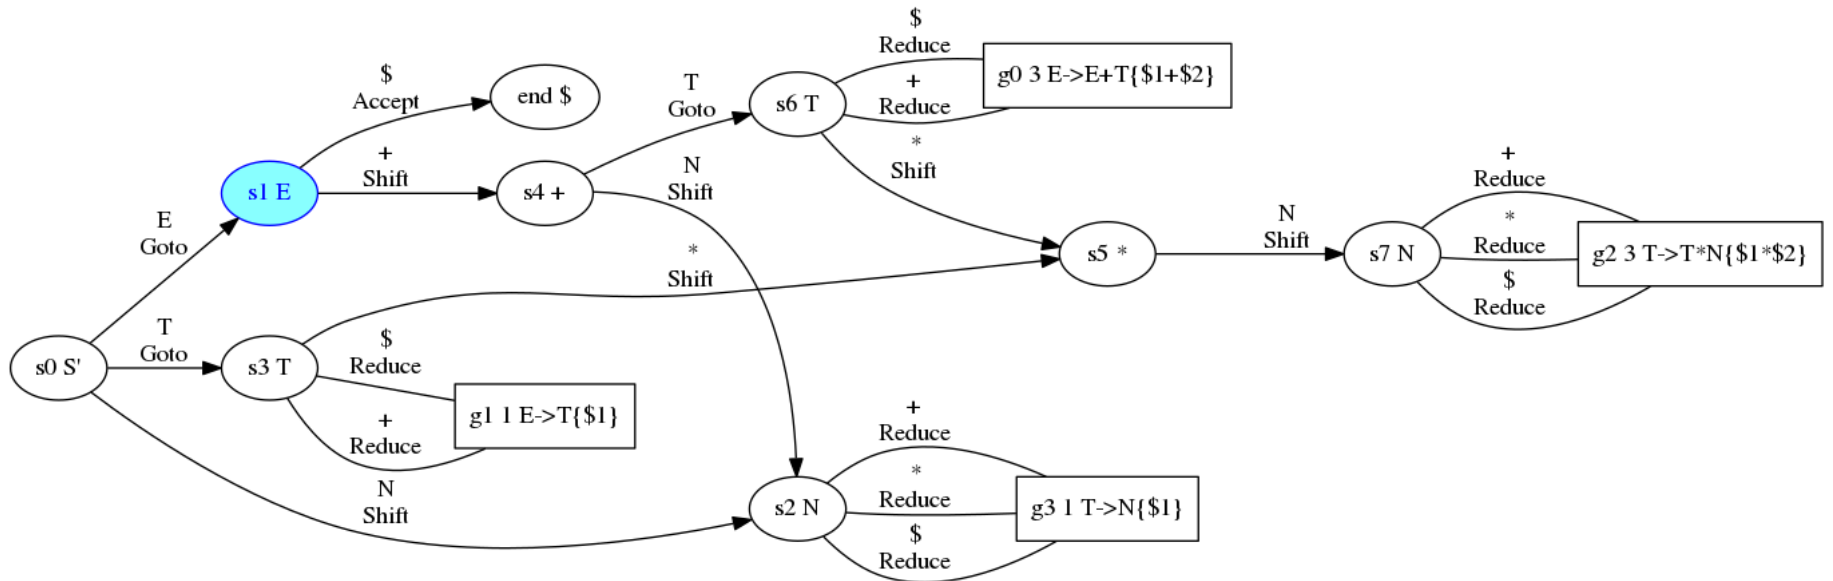 $
Reduce
g0 3 E->E+T{$1+$2}
+
Reduce
s6 T
T
Goto
$
Accept
end $
*
Shift
+
Shift
s1 E
s4 +
N
Shift
+
Reduce
*
Reduce
g2 3 T->T*N{$1*$2}
$
Reduce
s7 N
N
Shift
s5 *
*
Shift
E
Goto
s0 S'
T
Goto
s3 T
$
Reduce
g1 1 E->T{$1}
+
Reduce
N
Shift
s2 N
+
Reduce
*
Reduce
g3 1 T->N{$1}
$
Reduce